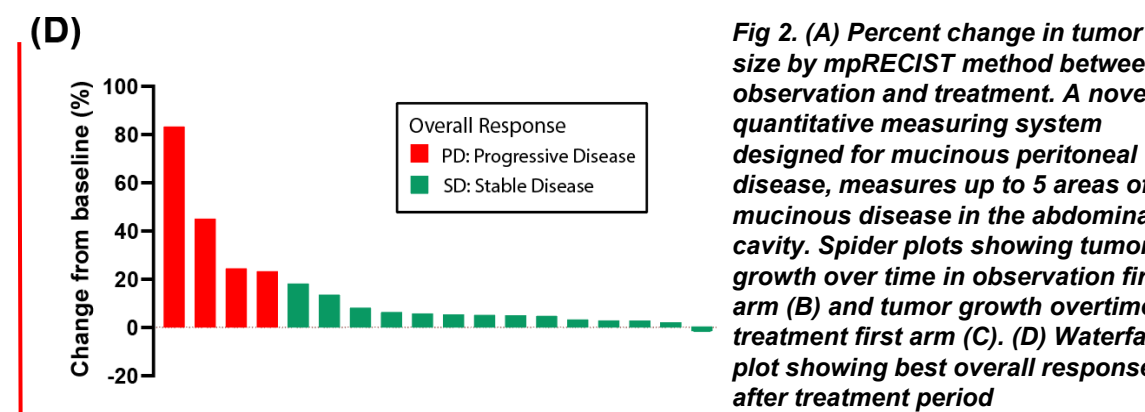 (D)
Change from baseline (%)
100
80
60
40
20
0
-20
Overall Response
PD: Progressive Disease
SD: Stable Disease
Fig 2. (A) Percent change in tumor
size by mpRECIST method betwee
observation and treatment. A nove
quantitative measuring system
designed for mucinous peritoneal
disease, measures up to 5 areas of
mucinous disease in the abdomina
cavity. Spider plots showing tumor
growth over time in observation fir
arm (B) and tumor growth overtime
treatment first arm (C). (D) Waterfa
plot showing best overall response
after treatment period